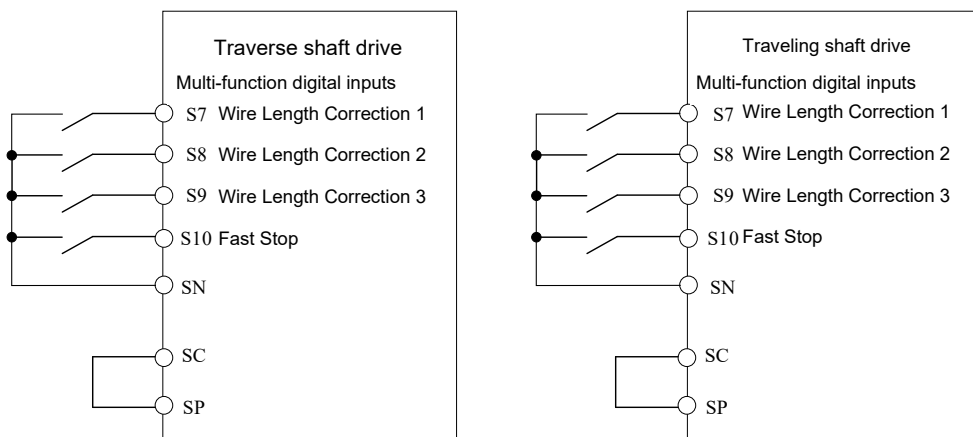 Traverse shaft drive
Multi-function digital inputs
S7 Wire Length Correction 1
S8 Wire Length Correction 2
S9 Wire Length Correction 3
S10 Fast Stop
SN
SC
SP
Traveling shaft drive
Multi-function digital inputs
S7 Wire Length Correction 1
S8 Wire Length Correction 2
S9 Wire Length Correction 3
S10 Fast Stop
SN
SC
SP